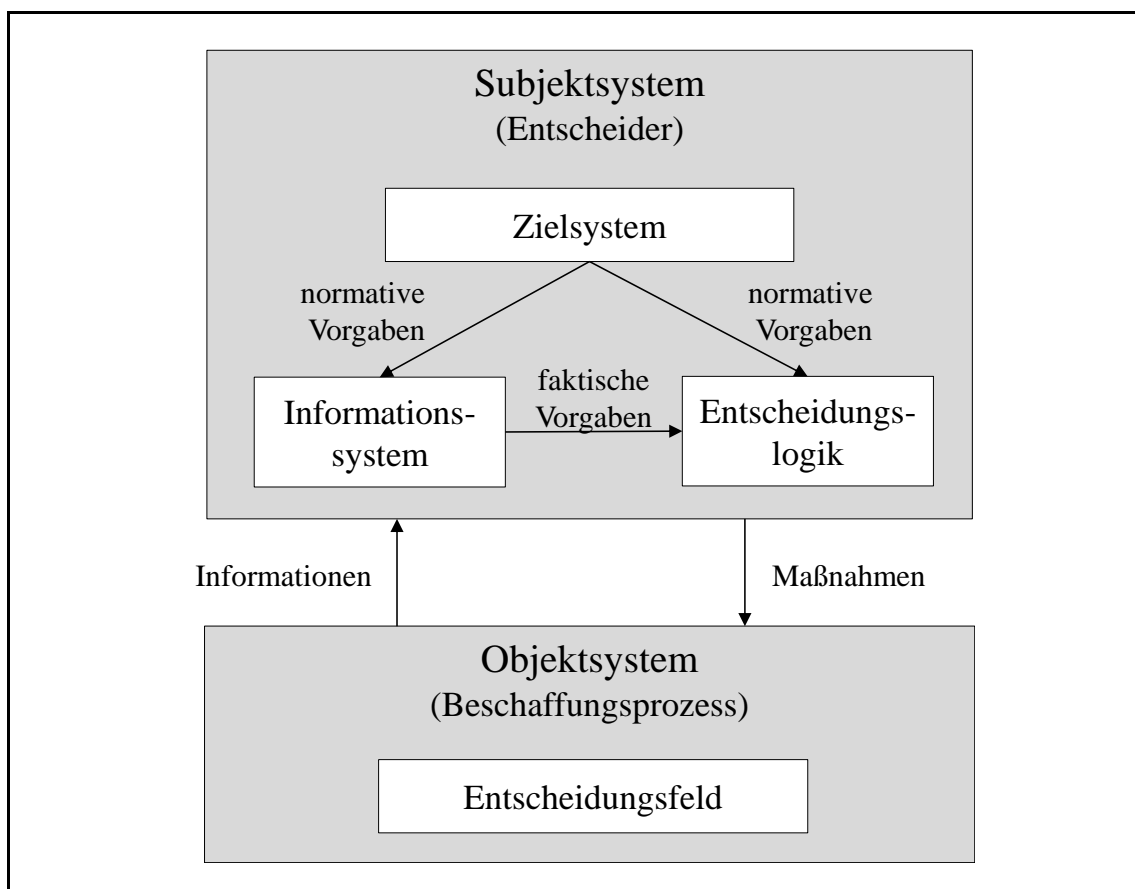 Subjektsystem
(Entscheider)
Zielsystem
normative
Vorgaben
normative
Vorgaben
faktische
Vorgaben
Informations-
system
Entscheidungs-
logik
Informationen
Maßnahmen
Objektsystem
(Beschaffungsprozess)
Entscheidungsfeld